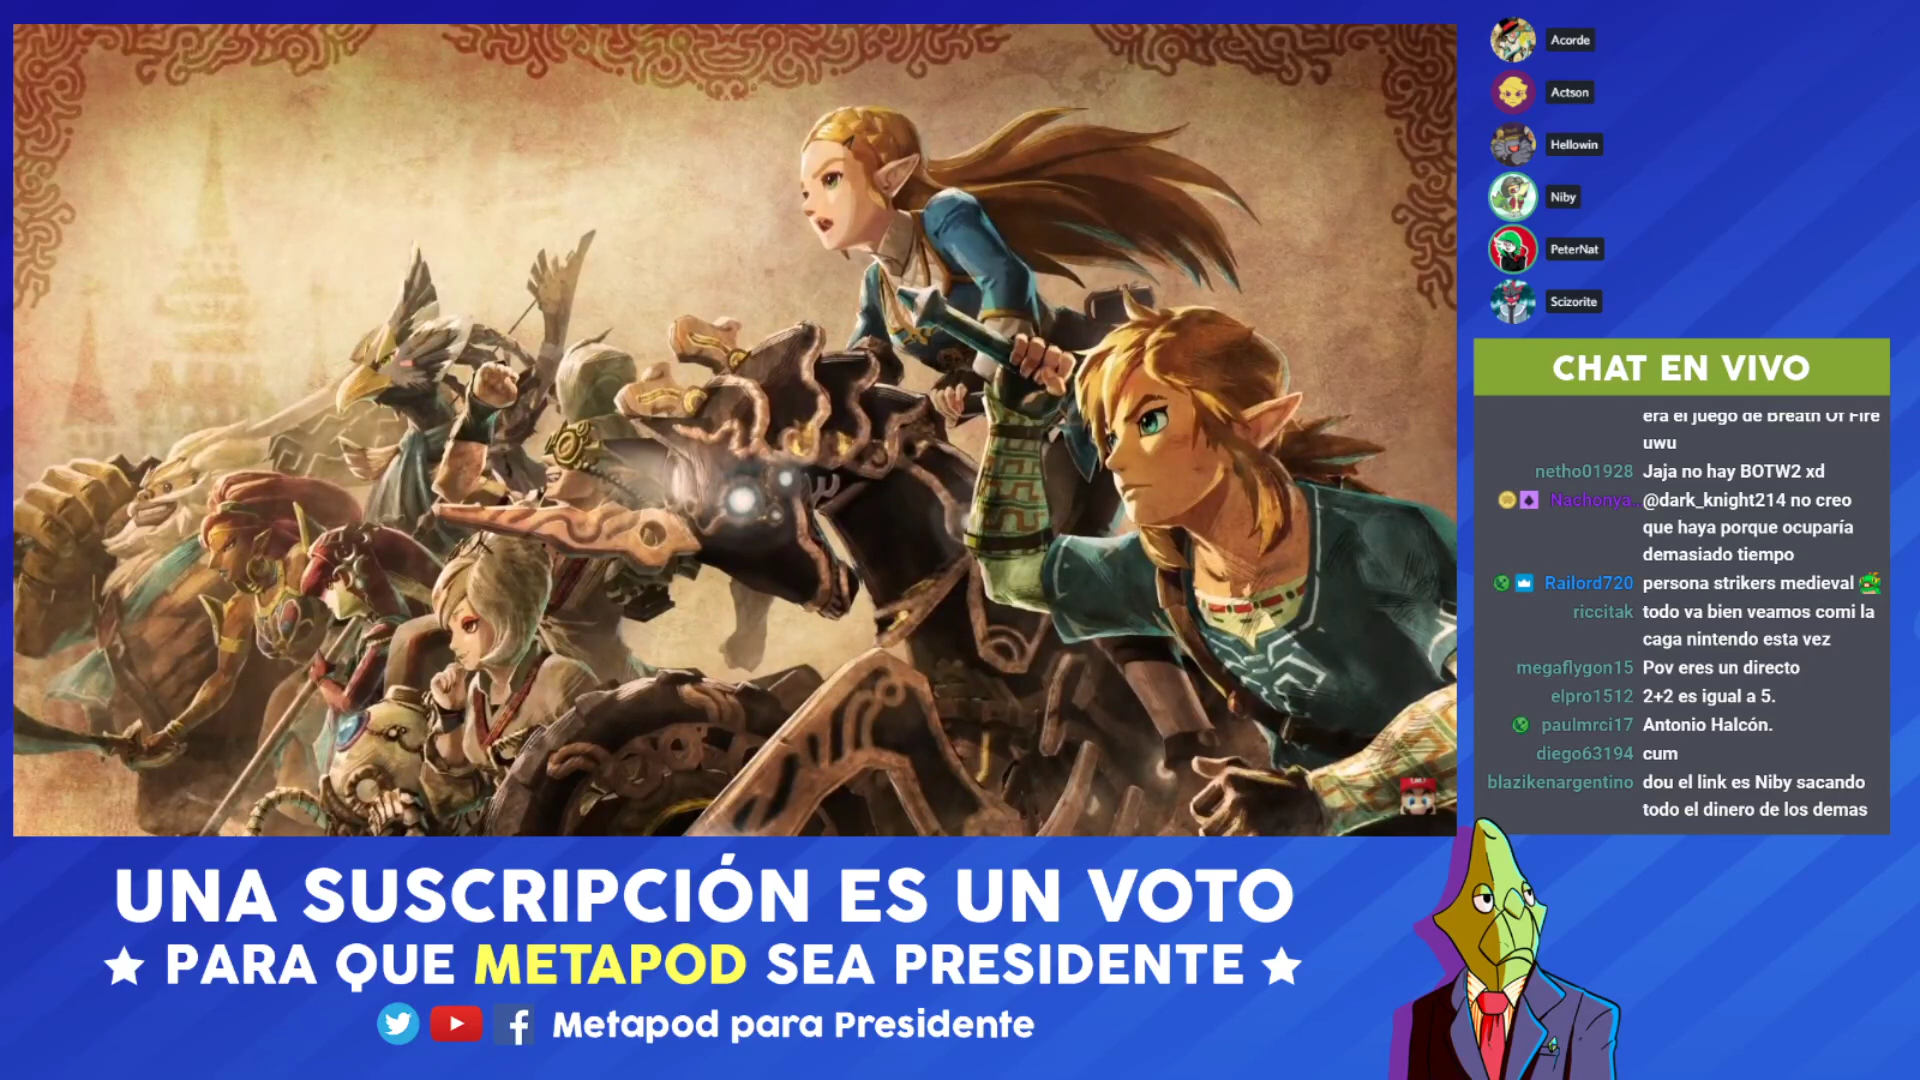 Acorde
Actson
Hellowin
Niby
PeterNat
Scizorite
CHAT EN VIVO
era el juego de Breath Of Fire
uwu
netho01928 Jaja no hay BOTW2 xd
Nachonya... @dark_knight214 no creo
que haya porque ocuparía
demasiado tiempo
Railord720 persona strikers medieval
riccitak todo va bien veamos comi la
caga nintendo esta vez
megaflygon15 Pov eres un directo
elpro1512 2+2 es igual a 5.
paulmrci17 Antonio Halcón.
diego63194 cum
blazikenargentino dou el link es Niby sacando
todo el dinero de los demas
UNA SUSCRIPCIÓN ES UN VOTO
★ PARA QUE METAPOD SEA PRESIDENTE ★
Metapod para Presidente